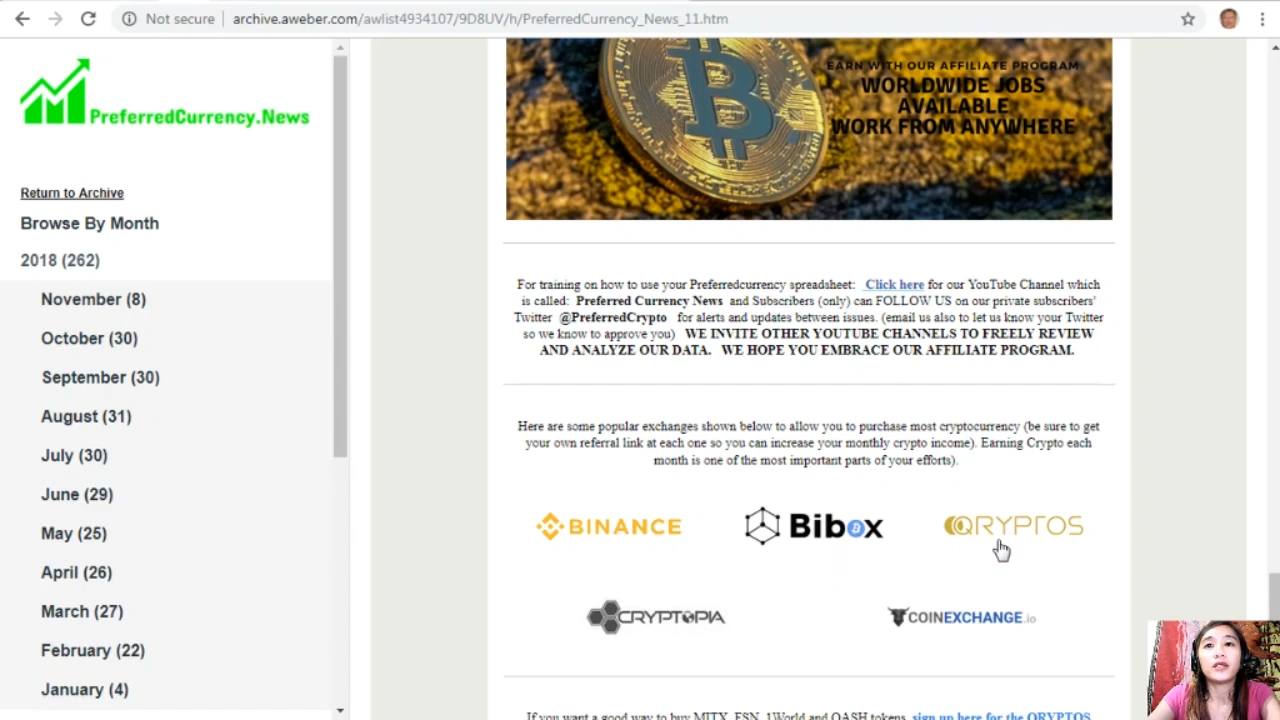 Not secure
archive.aweber.com/awlist4934107/9D8UV/h/PreferredCurrency_News_11.htm
PreferredCurrency.News
Return to Archive
Browse By Month
2018 (262)
November (8)
October (30)
September (30)
August (31)
July (30)
June (29)
May (25)
April (26)
March (27)
February (22)
January (4)
EARN WITH OUR AFFILIATE PROGRAM
WORLDWIDE JOBS
AVAILABLE
WORK FROM ANYWHERE
For training on how to use your Preferredcurrency spreadsheet: Click here for our YouTube Channel which
is called: Preferred Currency News and Subscribers (only) can FOLLOW US on our private subscribers'
Twitter @PreferredCrypto for alerts and updates between issues. (email us also to let us know your Twitter
so we know to approve you) WE INVITE OTHER YOUTUBE CHANNELS TO FREELY REVIEW
AND ANALYZE OUR DATA. WE HOPE YOU EMBRACE OUR AFFILIATE PROGRAM.
Here are some popular exchanges shown below to allow you to purchase most cryptocurrency (be sure to get
your own referral link at each one so you can increase your monthly crypto income). Earning Crypto each
month is one of the most important parts of your efforts).
BINANCE
Bibox
QRYPTOS
CRYPTOPIA
COINEXCHANGE.io
If you want a good way to buy MITX, FSN, 1World and QASH tokens, sign up here for the QRYPTOS